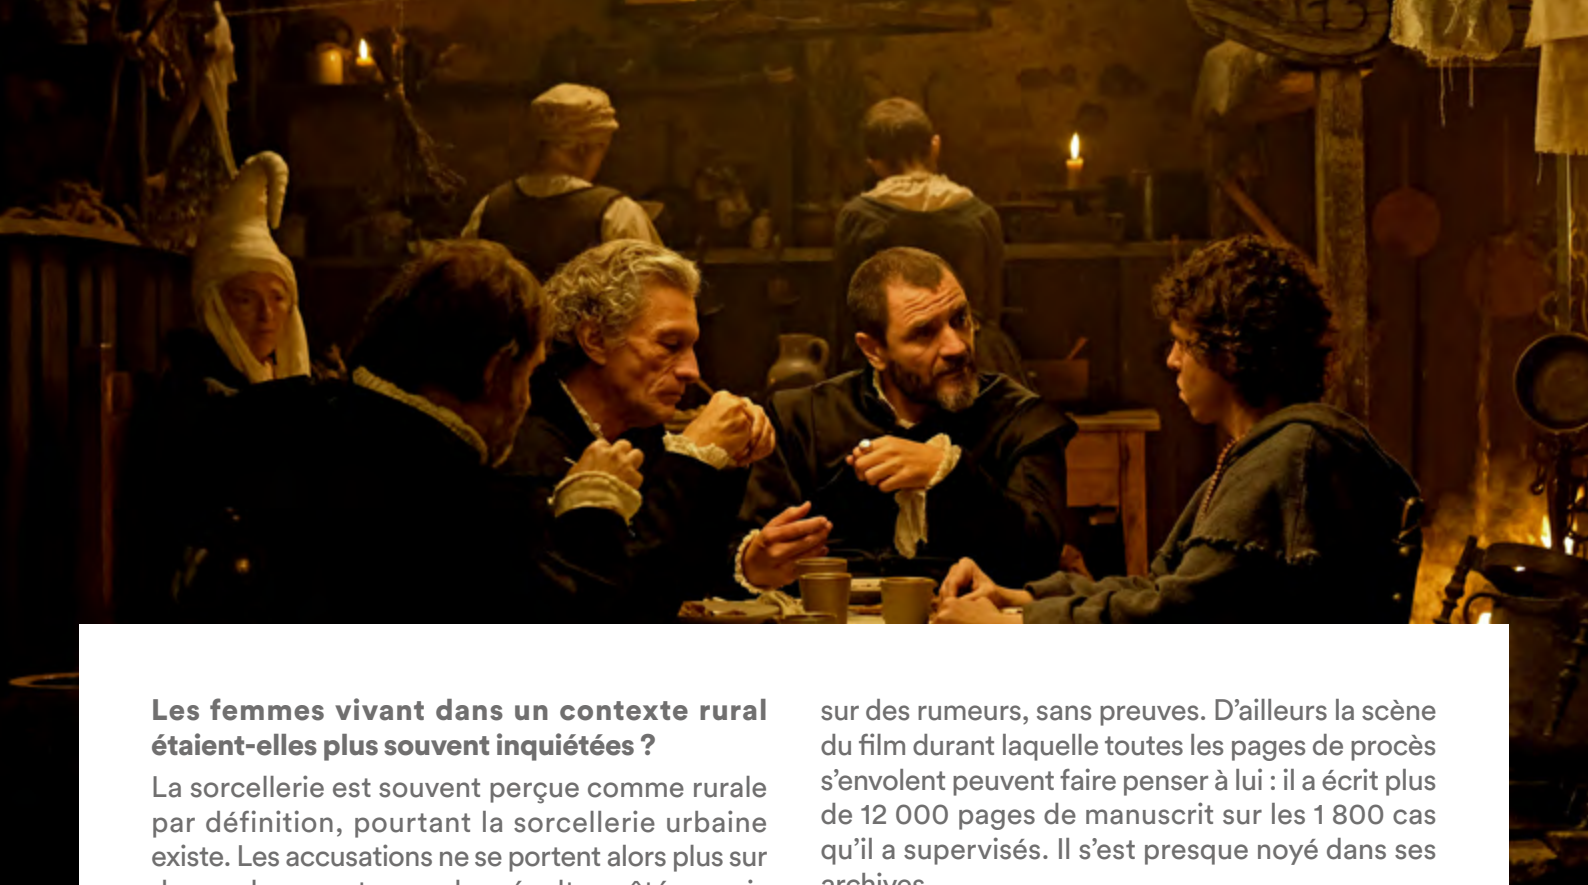 Les femmes vivant dans un contexte rural
étaient-elles plus souvent inquiétées ?
La sorcellerie est souvent perçue comme rurale
par définition, pourtant la sorcellerie urbaine
existe. Les accusations ne se portent alors plus sur
sur des rumeurs, sans preuves. D’ailleurs la scène
du film durant laquelle toutes les pages de procès
s’envolent peuvent faire penser à lui : il a écrit plus
de 12 000 pages de manuscrit sur les 1 800 cas
qu’il a supervisés. Il s’est presque noyé dans ses
archives